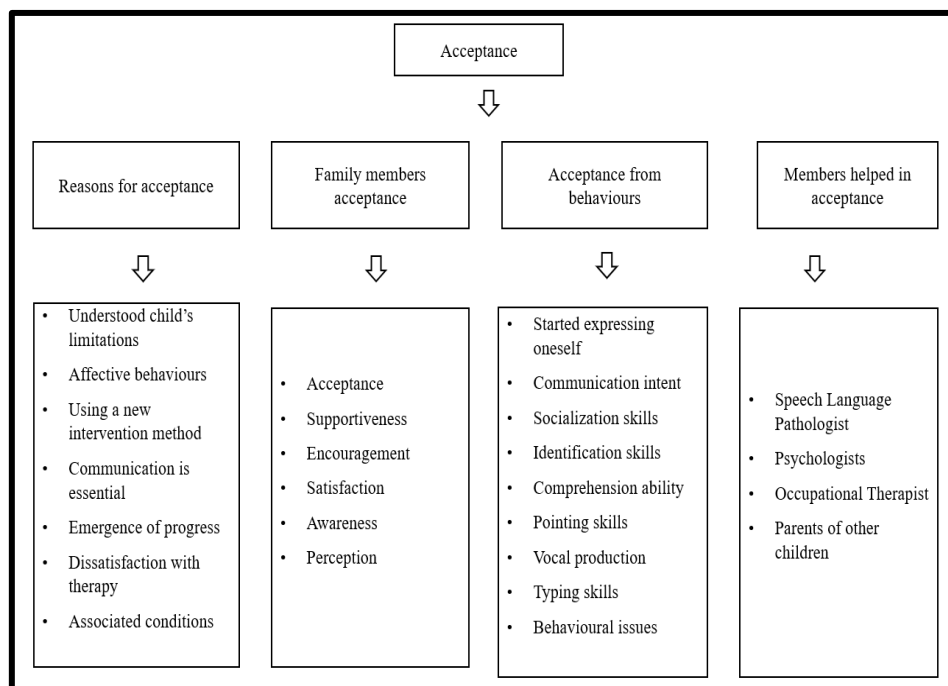 Acceptance
Reasons for acceptance
Family members
acceptance
Acceptance from
behaviours
Members helped in
acceptance
• Understood child’s
limitations
• Affective behaviours
• Using a new
intervention method
• Communication is
essential
• Emergence of progress
• Dissatisfaction with
therapy
• Associated conditions
• Acceptance
• Supportiveness
• Encouragement
• Satisfaction
• Awareness
• Perception
• Started expressing
oneself
• Communication intent
• Socialization skills
• Identification skills
• Comprehension ability
• Pointing skills
• Vocal production
• Typing skills
• Behavioural issues
• Speech Language
Pathologist
• Psychologists
• Occupational Therapist
• Parents of other
children